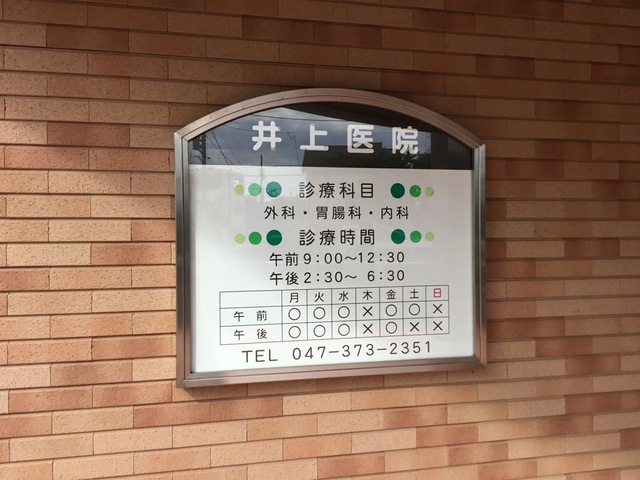 井上医院
診療科目
外科・胃腸科・内科
診療時間
午前9:00〜12:30
午後2:30〜 6:30
月 火 水 木 金 土 日
午 前 ○ ○ ○ × ○ ○ ×
午 後 ○ ○ ○ × ○ × ×
TEL 047-373-2351